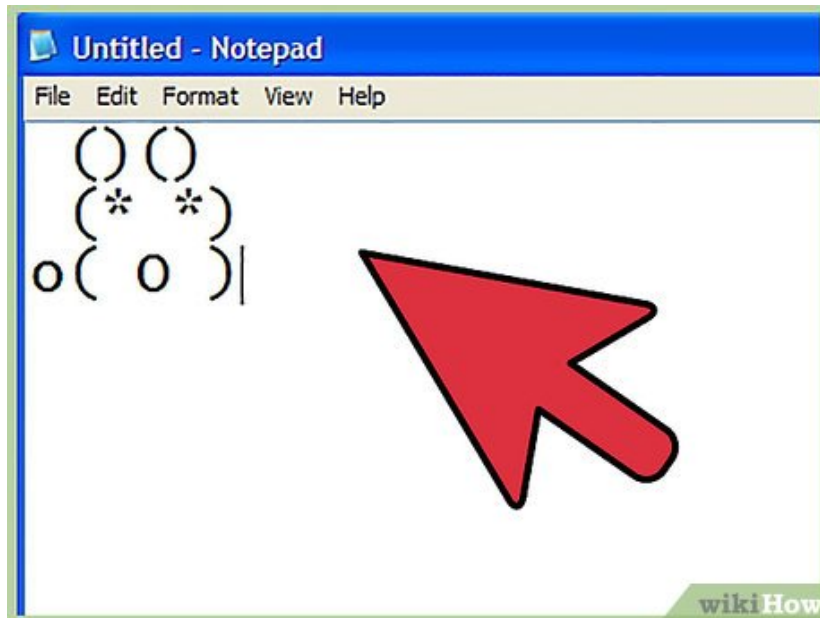 Untitled - Notepad
File Edit Format View Help
()()
(* *)
o( O )
wikiHow